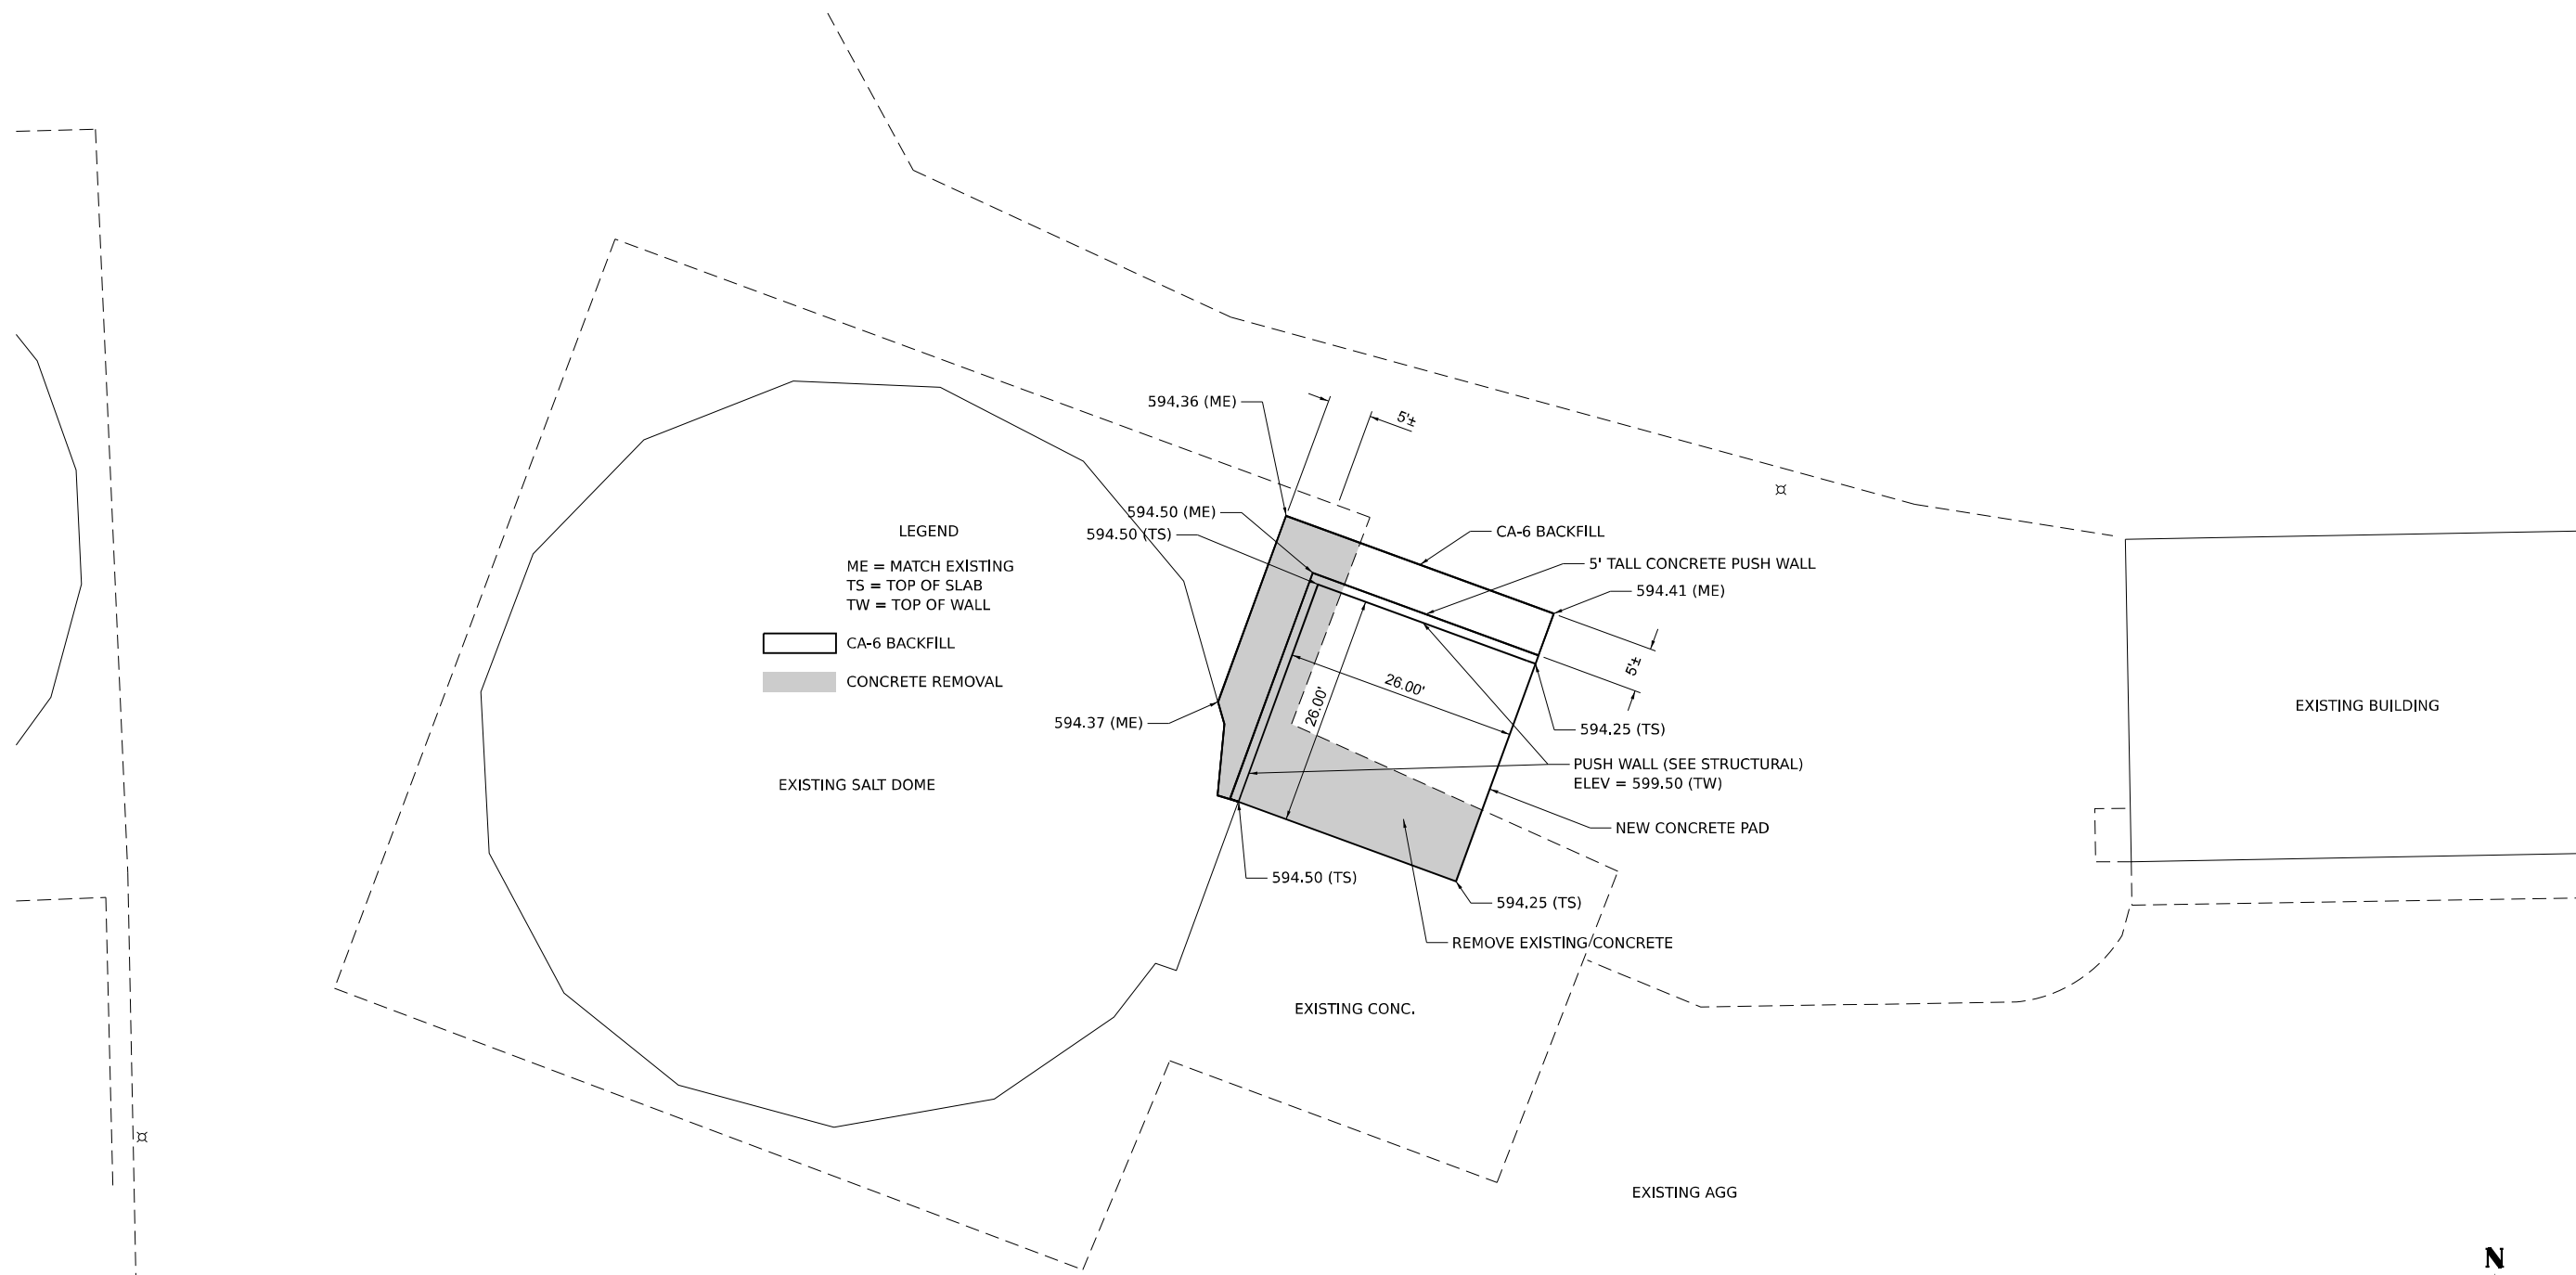 594.36 (ME)
5'±
594.50 (ME)
594.50 (TS)
LEGEND
ME = MATCH EXISTING
TS = TOP OF SLAB
TW = TOP OF WALL
CA-6 BACKFILL
CONCRETE REMOVAL
CA-6 BACKFILL
5' TALL CONCRETE PUSH WALL
594.41 (ME)
5'±
26.00'
26.00'
594.37 (ME)
594.25 (TS)
EXISTING BUILDING
PUSH WALL (SEE STRUCTURAL)
ELEV = 599.50 (TW)
EXISTING SALT DOME
NEW CONCRETE PAD
594.50 (TS)
594.25 (TS)
REMOVE EXISTING CONCRETE
EXISTING CONC.
EXISTING AGG
N